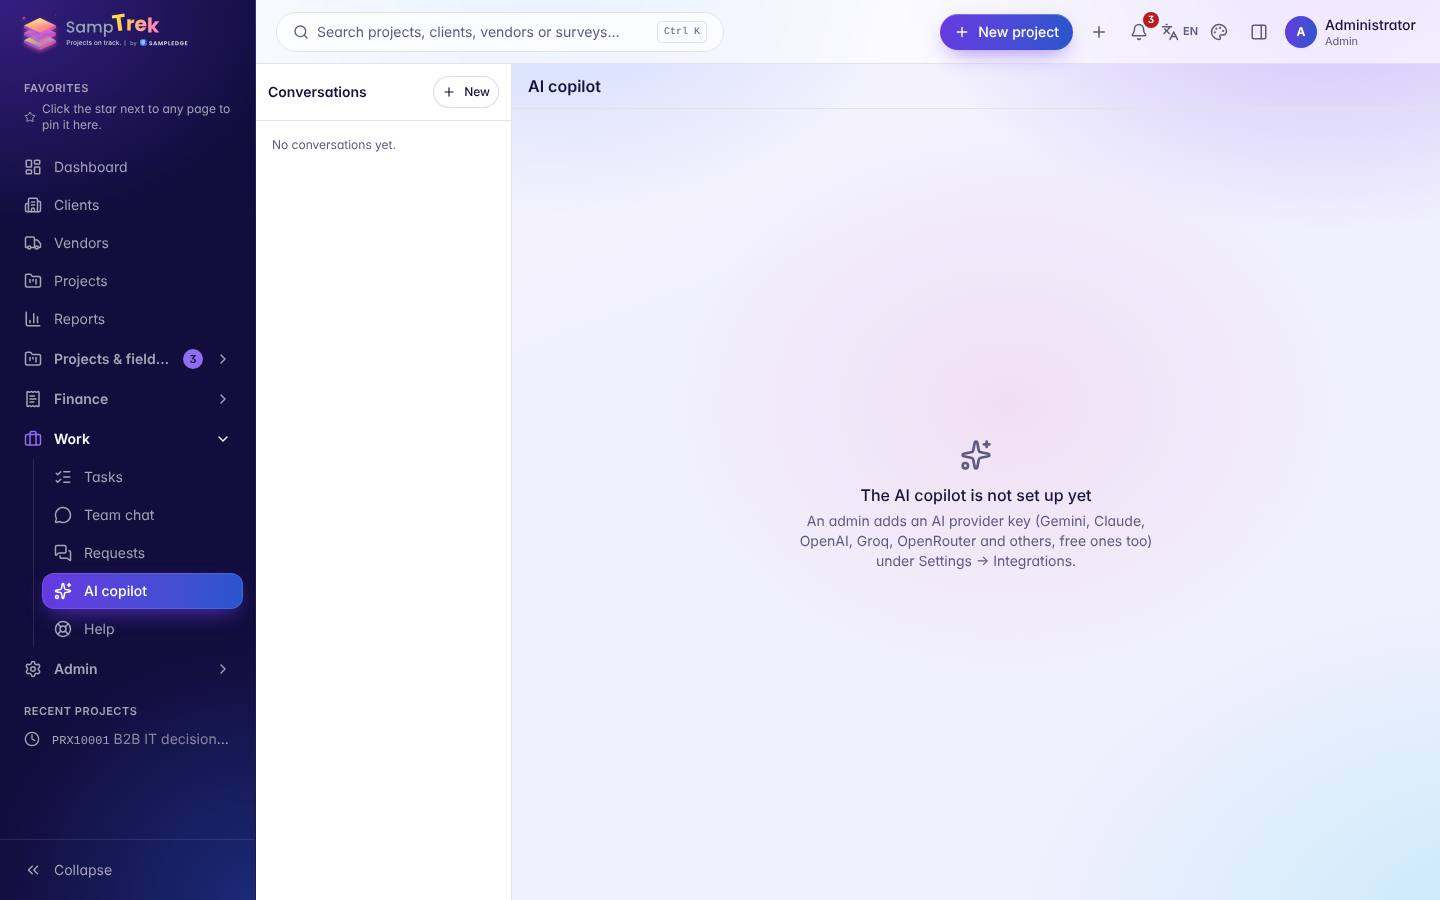 SampTrek
Projects on track. | by SAMPLEDGE
Search projects, clients, vendors or surveys...
Ctrl K
New project
3
EN
A
Administrator
Admin
FAVORITES
Click the star next to any page to
pin it here.
Dashboard
Clients
Vendors
Projects
Reports
Projects & field... 3
Finance
Work
Tasks
Team chat
Requests
AI copilot
Help
Admin
RECENT PROJECTS
PRX10001 B2B IT decision...
Collapse
Conversations
New
No conversations yet.
AI copilot
The AI copilot is not set up yet
An admin adds an AI provider key (Gemini, Claude,
OpenAI, Groq, OpenRouter and others, free ones too)
under Settings → Integrations.